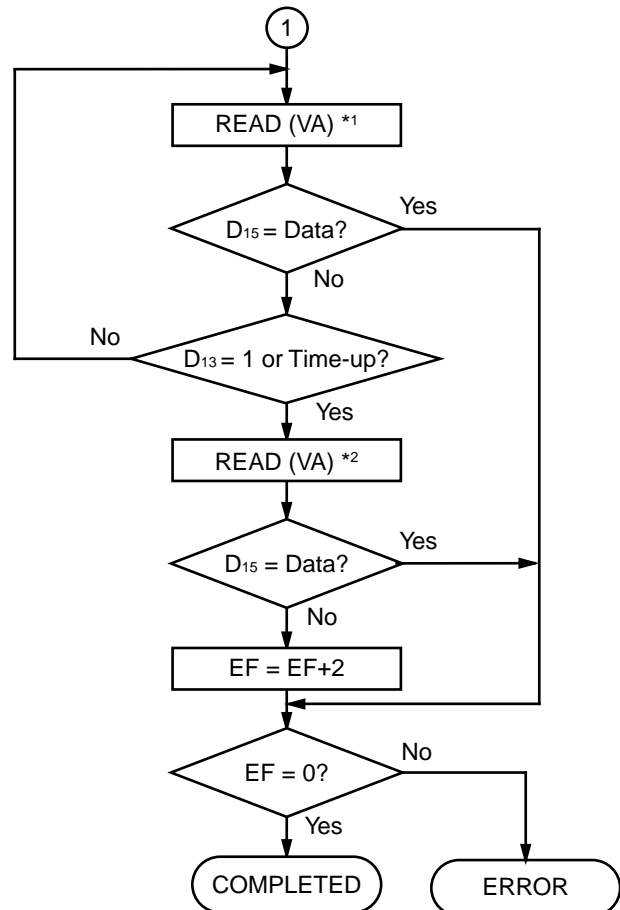 1
READ (VA) *1
Yes
D15 = Data?
No
No
D13 = 1 or Time-up?
Yes
READ (VA) *2
Yes
D15 = Data?
No
EF = EF+2
No
EF = 0?
Yes
COMPLETED
ERROR